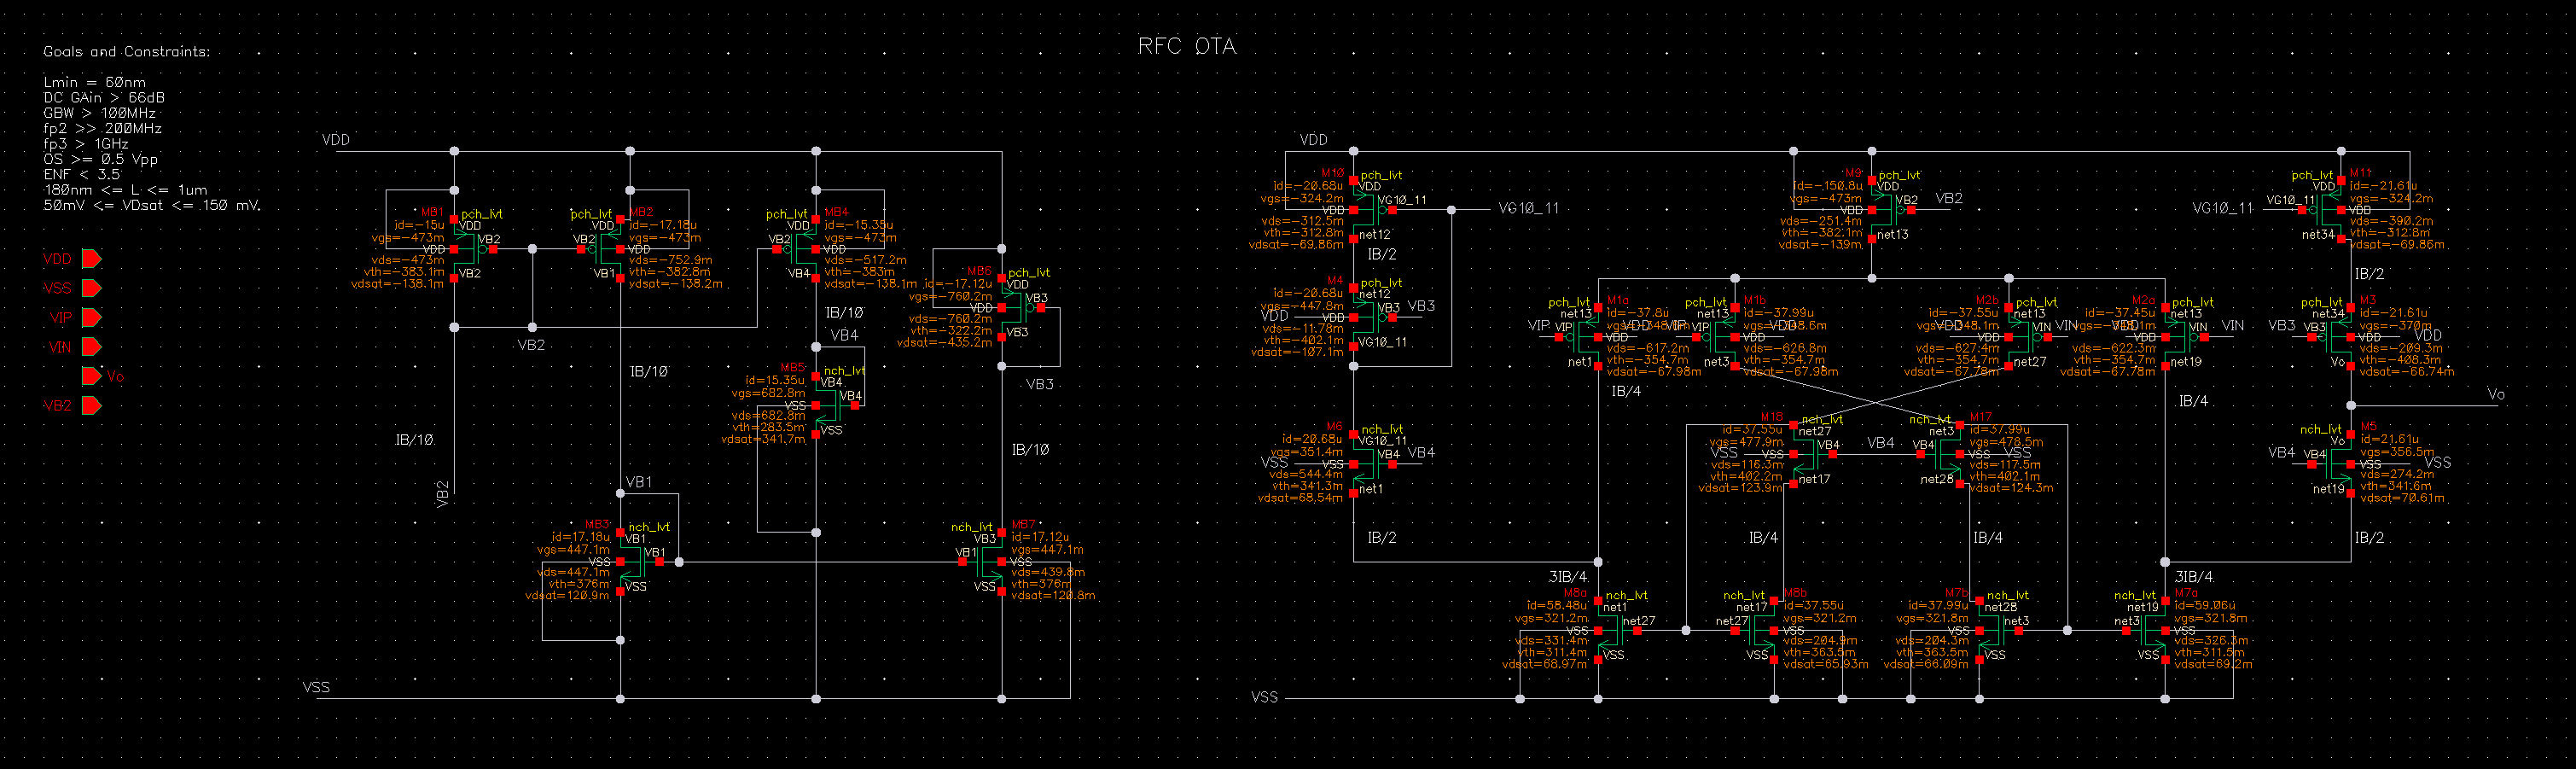 RFC OTA
Goals and Constraints:
Lmin = 60nm
DC GAin > 66dB
GBW > 100MHz
fp2 >> 200MHz
fp3 > 1GHz
OS >= 0.5 Vpp
ENF < 3.5
180nm <= L <= 1um
50mV <= VDsat <= 150 mV.
VDD
VSS
VIP
VIN
Vo
VB2
VDD
MB1
pch_lvt
id=-15u
VDD
vgs=-473m
VDD
VB2
vds=-473m
vth=-383.1m
VB2
vdsat=-138.1m
MB2
pch_lvt
id=-17.18u
VDD
vgs=-473m
VDD
vds=-752.9m
vth=-382.8m
VB1
vdsat=-138.2m
MB4
pch_lvt
id=-15.35u
VDD
vgs=-473m
VB2
VDD
vds=-517.2m
vth=-383m
VB4
vdsat=-138.1m
MB6
pch_lvt
id=-17.12u
VDD
vgs=-760.2m
VDD
VB3
vds=-760.2m
vth=-322.2m
VB3
vdsat=-435.2m
VB2
IB/10
VB4
IB/10
VB3
MB5
nch_lvt
id=15.35u
VB4
vgs=682.8m
VSS
VB4
vds=682.8m
vth=283.5m
VSS
vdsat=341.7m
IB/10
IB/10
VB2
VB1
MB3
nch_lvt
id=17.18u
VB1
vgs=447.1m
VSS
VB1
vds=447.1m
vth=376m
VSS
vdsat=120.9m
MB7
nch_lvt
id=17.12u
VB3
vgs=447.1m
VB1
VSS
vds=439.8m
vth=376m
VSS
vdsat=120.8m
VSS
VDD
M10
pch_lvt
id=-20.68u
VDD
vgs=-324.2m
VDD
VG10_11
vds=-312.5m
vth=-312.8m
net12
vdsat=-69.86m
VG10_11
IB/2
M9
pch_lvt
id=-150.8u
VDD
vgs=-473m
VB2
VDD
VB2
vds=-251.4m
vth=-382.1m
net13
vdsat=-139m
M11
pch_lvt
id=-21.61u
VDD
vgs=-324.2m
VG10_11
VG10_11
VDD
vds=-390.2m
vth=-312.8m
net34
vdsat=-69.86m
IB/2
M4
pch_lvt
id=-20.68u
net12
vgs=-447.8m
VDD
VB3
VB3
vds=-11.78m
vth=-402.1m
VG10_11
vdsat=-107.1m
M1a
pch_lvt
id=-37.8u
net13
VIP
VIP
VDD
vds=-617.2m
vth=-354.7m
net1
vdsat=-67.98m
IB/4
M1b
pch_lvt
id=-37.99u
net13
VIP
VIP
VDD
vds=-626.8m
vth=-354.7m
net3
vdsat=-67.98m
M2b
pch_lvt
id=-37.55u
net13
VDD
VIN
VIN
vds=-627.4m
vth=-354.7m
net27
vdsat=-67.78m
M2a
pch_lvt
id=-37.45u
net13
VDD
VIN
VIN
vds=-622.3m
vth=-354.7m
net19
vdsat=-67.78m
IB/4
M3
pch_lvt
id=-21.61u
net34
vgs=-370m
VB3
VB3
VDD
vds=-209.3m
vth=-408.3m
Vo
vdsat=-66.74m
Vo
M6
nch_lvt
id=20.68u
VG10_11
vgs=351.4m
VSS
VB4
VB4
vds=544.4m
vth=341.3m
net1
vdsat=68.54m
IB/2
nch_lvt
id=37.55u
net27
vgs=477.9m
VSS
VB4
vds=116.3m
vth=402.2m
net17
vdsat=123.9m
VB4
M17
nch_lvt
id=37.99u
net3
vgs=478.5m
VB4
VSS
vds=117.5m
vth=402.1m
net28
vdsat=124.3m
M5
nch_lvt
id=21.61u
Vo
vgs=356.5m
VB4
VB4
VSS
VSS
vds=274.2m
vth=341.6m
net19
vdsat=70.61m
IB/4
IB/4
IB/2
3IB/4
3IB/4
M8a
nch_lvt
id=58.48u
net1
vgs=321.2m
VSS
net27
vds=331.4m
vth=311.4m
VSS
vdsat=68.97m
M8b
nch_lvt
id=37.55u
net17
vgs=321.2m
net27
VSS
vds=204.9m
vth=363.5m
VSS
vdsat=65.93m
M7b
nch_lvt
id=37.99u
net28
vgs=321.8m
VSS
net3
vds=204.3m
vth=363.5m
VSS
vdsat=66.09m
M7a
nch_lvt
id=59.06u
net19
vgs=321.8m
net3
VSS
vds=326.3m
vth=311.5m
VSS
vdsat=69.2m
VSS